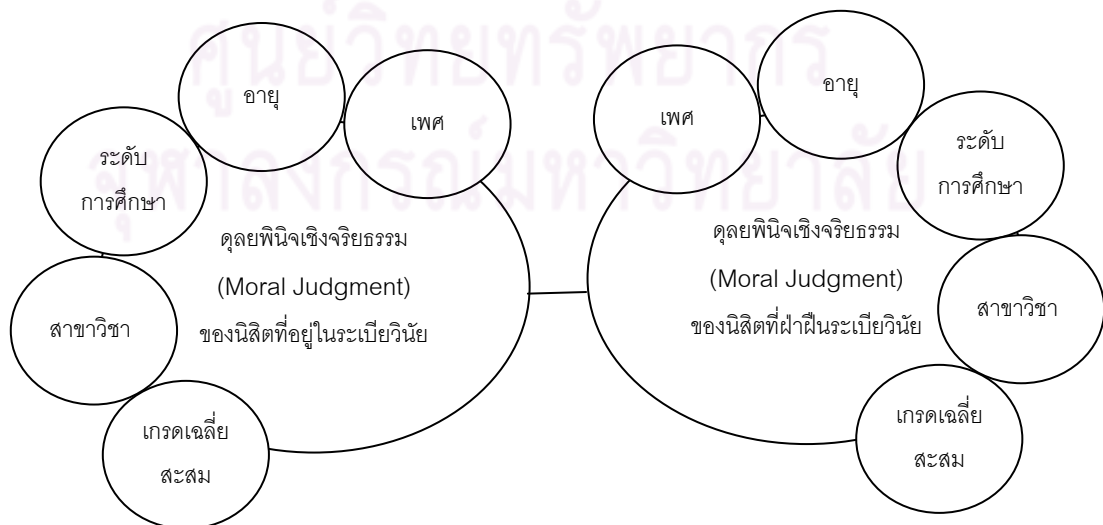 ศูนย์วิทยทรัพยากร
จุฬาลงกรณ์มหาวิทยาลัย
อายุ
เพศ
ระดับ
การศึกษา
สาขาวิชา
เกรดเฉลี่ย
สะสม
ดุลยพินิจเชิงจริยธรรม
(Moral Judgment)
ของนิสิตที่อยู่ในระเบียวินัย
เพศ
อายุ
ระดับ
การศึกษา
สาขาวิชา
เกรดเฉลี่ย
สะสม
ดุลยพินิจเชิงจริยธรรม
(Moral Judgment)
ของนิสิตที่ฝ่าฝืนระเบียวินัย